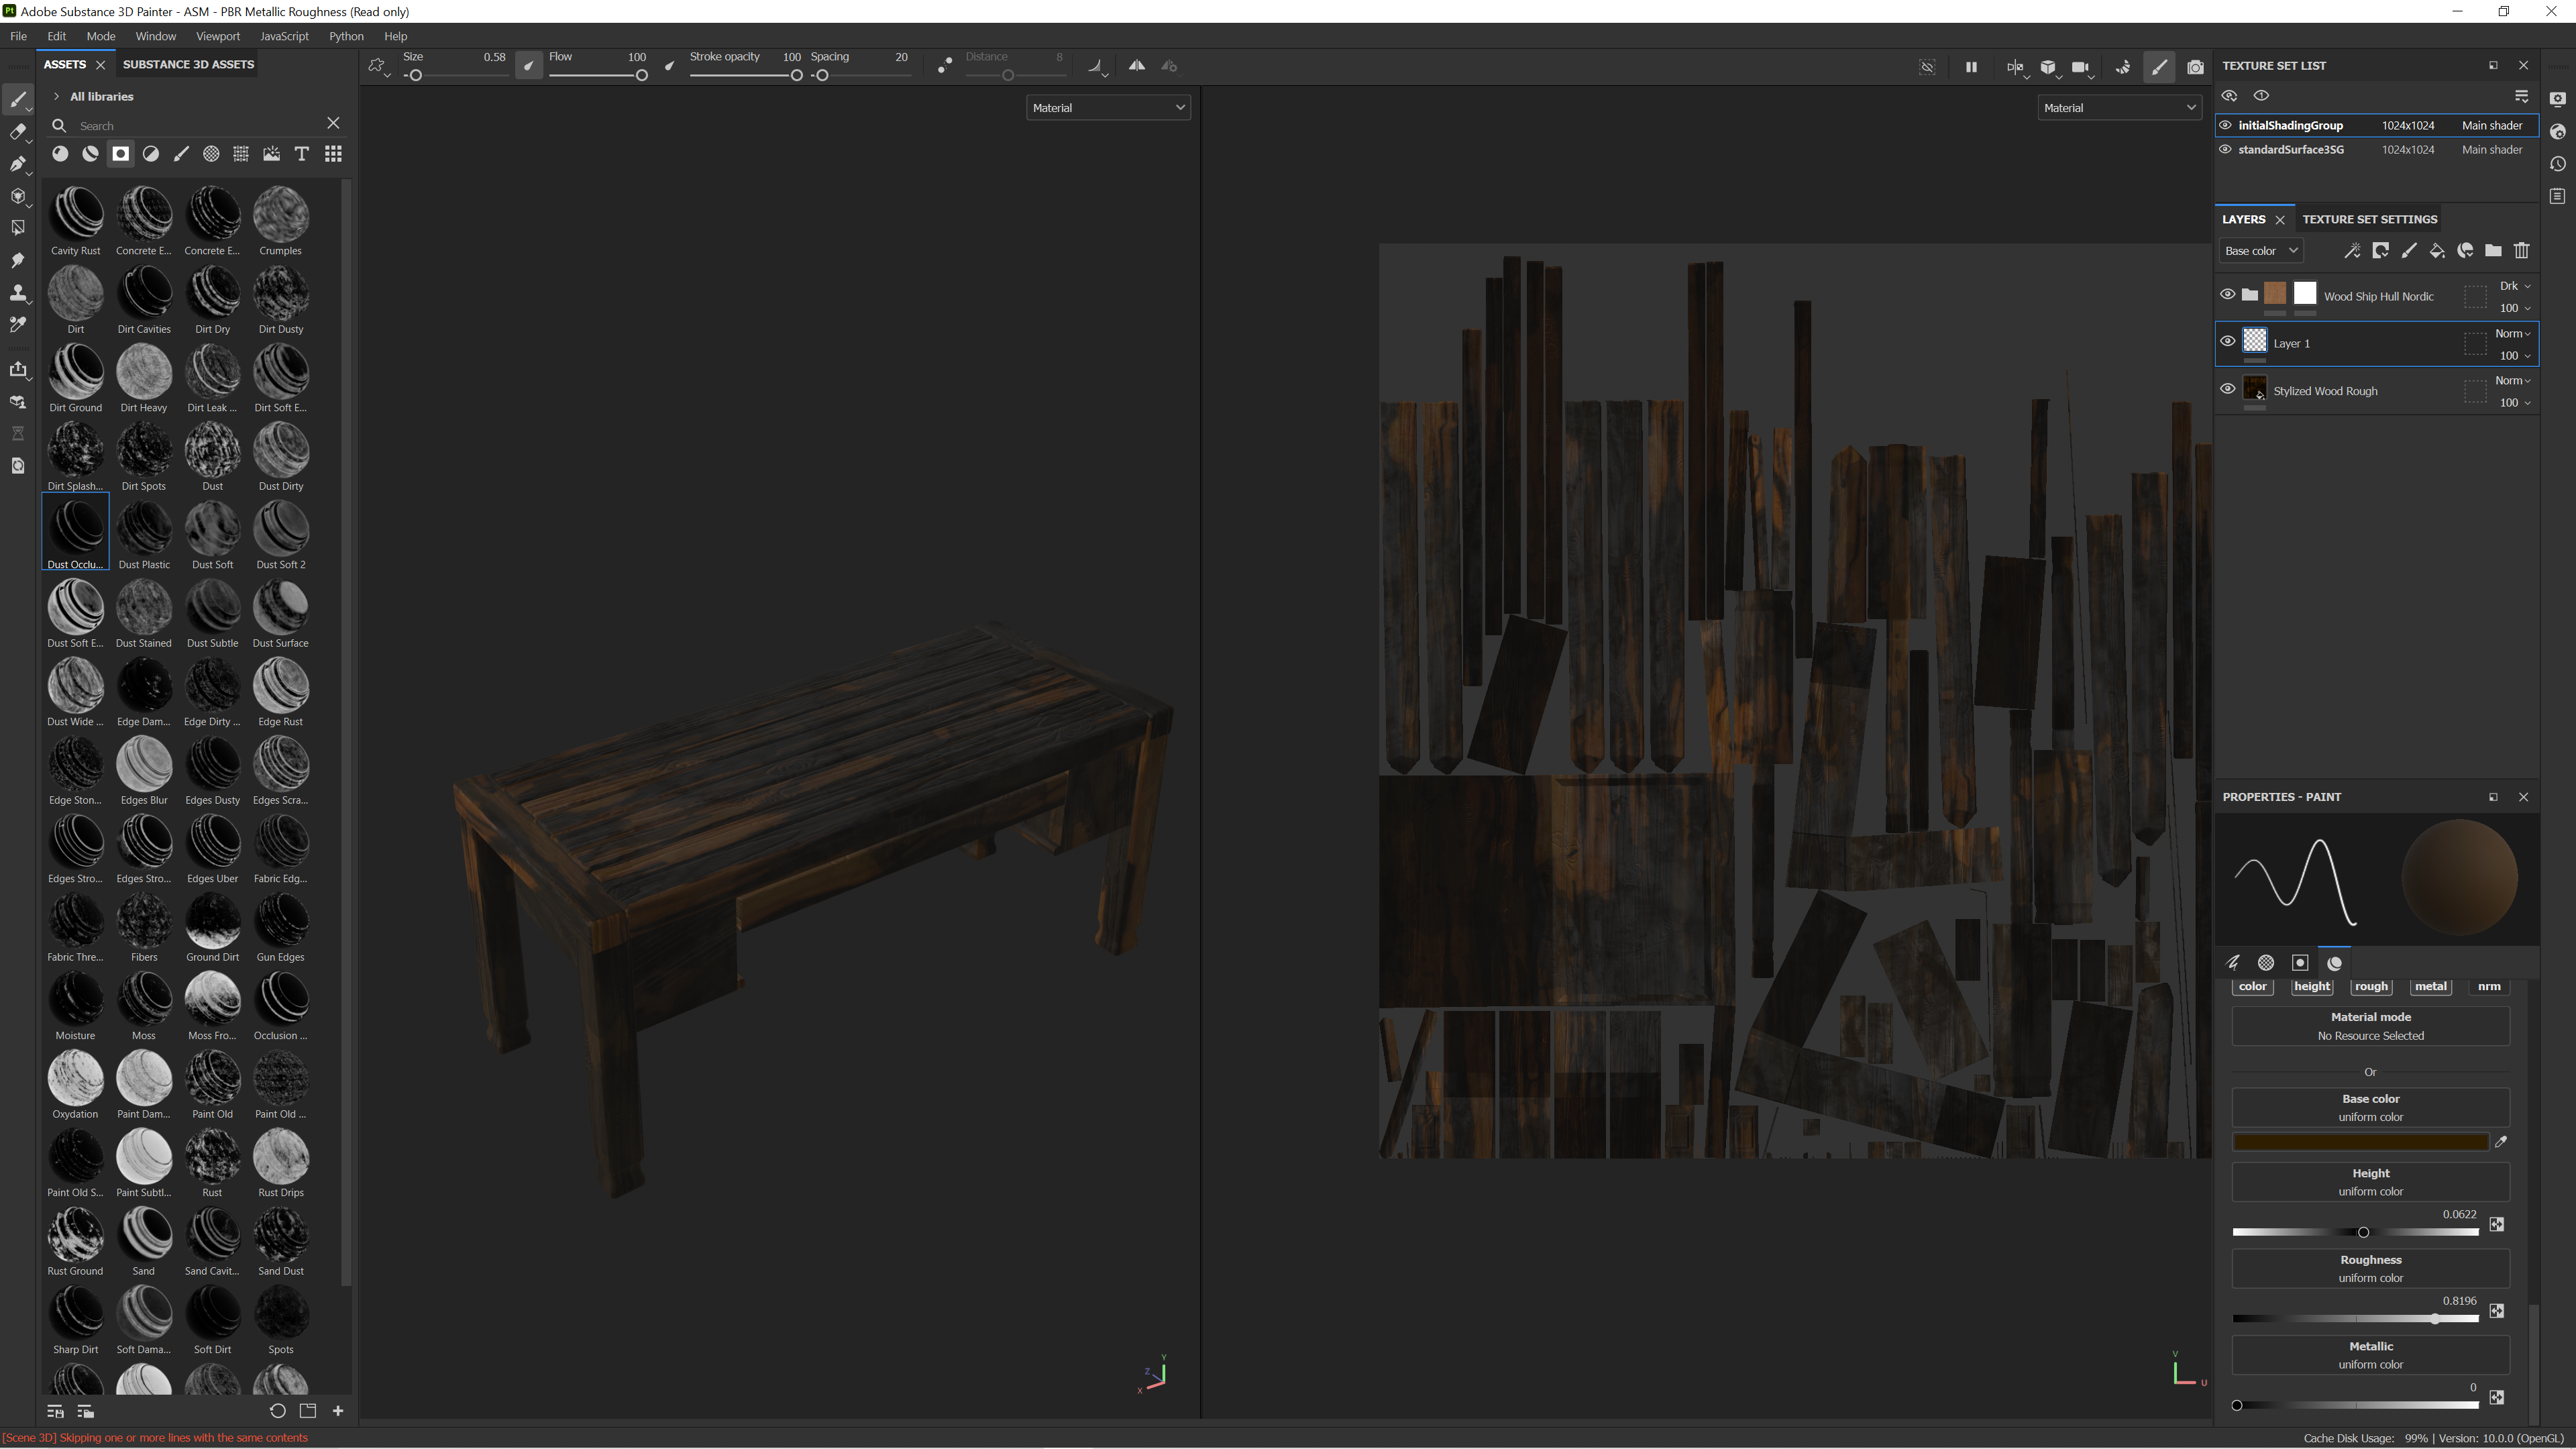 Pt Adobe Substance 3D Painter - ASM - PBR Metallic Roughness (Read only)
File Edit Mode Window Viewport JavaScript Python Help
ASSETS SUBSTANCE 3D ASSETS
Size 0.58 Flow 100 Stroke opacity 100 Spacing 20 Distance 8
All libraries
Search
Material
Material
Cavity Rust Concrete E... Concrete E... Crumples
Dirt Dirt Cavities Dirt Dry Dirt Dusty
Dirt Ground Dirt Heavy Dirt Leak ... Dirt Soft E...
Dirt Splash... Dirt Spots Dust Dust Dirty
Dust Occlu... Dust Plastic Dust Soft Dust Soft 2
Dust Soft E... Dust Stained Dust Subtle Dust Surface
Dust Wide ... Edge Dam... Edge Dirty ... Edge Rust
Edge Ston... Edges Blur Edges Dusty Edges Scra...
Edges Stro... Edges Stro... Edges Uber Fabric Edg...
Fabric Thre... Fibers Ground Dirt Gun Edges
Moisture Moss Moss Fro... Occlusion ...
Oxydation Paint Dam... Paint Old Paint Old ...
Paint Old S... Paint Subtl... Rust Rust Drips
Rust Ground Sand Sand Cavit... Sand Dust
Sharp Dirt Soft Dama... Soft Dirt Spots
Y
Z
X
V
U
TEXTURE SET LIST
initialShadingGroup 1024x1024 Main shader
standardSurface3SG 1024x1024 Main shader
LAYERS TEXTURE SET SETTINGS
Base color
Wood Ship Hull Nordic Drk
100
Layer 1 Norm
100
Stylized Wood Rough Norm
100
PROPERTIES - PAINT
color height rough metal nrm
Material mode
No Resource Selected
Or
Base color
uniform color
Height
uniform color
0.0622
Roughness
uniform color
0.8196
Metallic
uniform color
0
[Scene 3D] Skipping one or more lines with the same contents
Cache Disk Usage: 99% | Version: 10.0.0 (OpenGL)